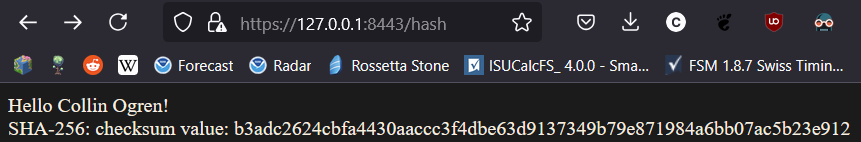 https://127.0.0.1:8443/hash
Forecast Radar Rossetta Stone ISUCalcFS_ 4.0.0 - Sma... FSM 1.8.7 Swiss Timin...
Hello Collin Ogren!
SHA-256: checksum value: b3adc2624cbfa4430aaccc3f4dbe63d9137349b79e871984a6bb07ac5b23e912